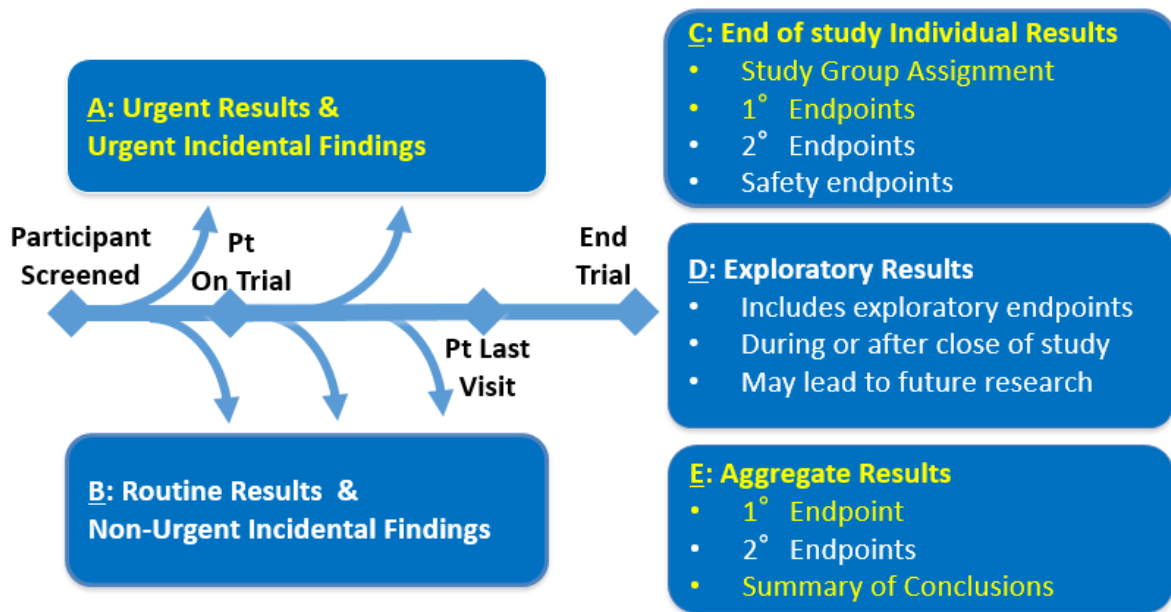 A: Urgent Results &
Urgent Incidental Findings
Participant
Screened
Pt
On Trial
End
Trial
Pt Last
Visit
B: Routine Results &
Non-Urgent Incidental Findings
C: End of study Individual Results
• Study Group Assignment
• 1° Endpoints
• 2° Endpoints
• Safety endpoints
D: Exploratory Results
• Includes exploratory endpoints
• During or after close of study
• May lead to future research
E: Aggregate Results
• 1° Endpoint
• 2° Endpoints
• Summary of Conclusions